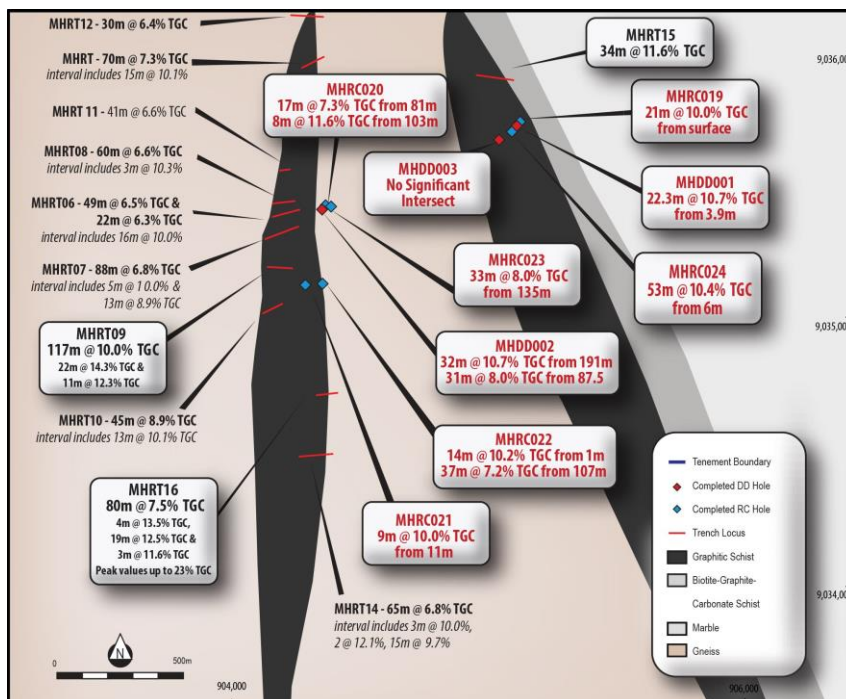 MHRT12 - 30m @ 6.4% TGC
MHRT - 70m @ 7.3% TGC
interval includes 15m @ 10.1%
MHRT 11 - 41m @ 6.6% TGC
MHRT08 - 60m @ 6.6% TGC
interval includes 3m @ 10.3%
MHRT06 - 49m @ 6.5% TGC &
22m @ 6.3% TGC
interval includes 16m @ 10.0%
MHRT07 - 88m @ 6.8% TGC
interval includes 5m @ 1 0.0% &
13m @ 8.9% TGC
MHRT09
117m @ 10.0% TGC
22m @ 14.3% TGC &
11m @ 12.3% TGC
MHRT10 - 45m @ 8.9% TGC
interval includes 13m @ 10.1% TGC
MHRT16
80m @ 7.5% TGC
4m @ 13.5% TGC,
19m @ 12.5% TGC &
3m @ 11.6% TGC
Peak values up to 23% TGC
MHRT14 - 65m @ 6.8% TGC
interval includes 3m @ 10.0%,
2 @ 12.1%, 15m @ 9.7%
MHRC020
17m @ 7.3% TGC from 81m
8m @ 11.6% TGC from 103m
MHDD003
No Significant
Intersect
MHRC023
33m @ 8.0% TGC
from 135m
MHDD002
32m @ 10.7% TGC from 191m
31m @ 8.0% TGC from 87.5
MHRC022
14m @ 10.2% TGC from 1m
37m @ 7.2% TGC from 107m
MHRC021
9m @ 10.0% TGC
from 11m
MHRT15
34m @ 11.6% TGC
MHRC019
21m @ 10.0% TGC
from surface
MHDD001
22.3m @ 10.7% TGC
from 3.9m
MHRC024
53m @ 10.4% TGC
from 6m
9,036,00
9,035,00
9,034,00
Tenement Boundary
Completed DD Hole
Completed RC Hole
Trench Locus
Graphitic Schist
Biotite-Graphite-
Carbonate Schist
Marble
Gneiss
N
0
500m
904,000
906,000